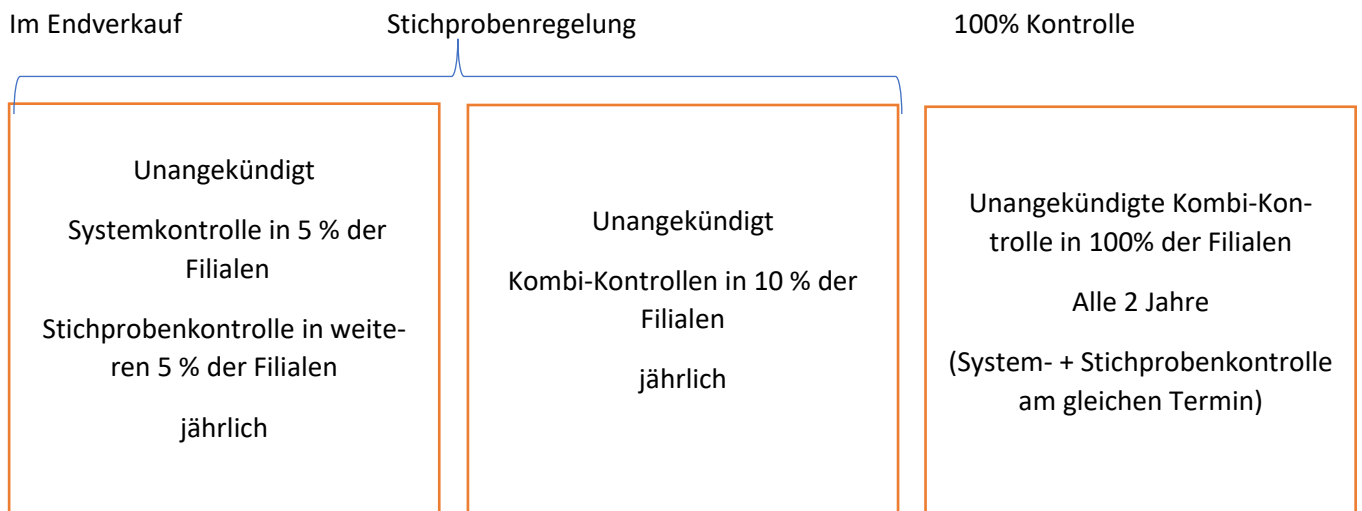 Im Endverkauf
Stichprobenregelung
100% Kontrolle
Unangekündigt
Systemkontrolle in 5 % der
Filialen
Stichprobenkontrolle in weite-
ren 5 % der Filialen
jährlich
Unangekündigt
Kombi-Kontrollen in 10 % der
Filialen
jährlich
Unangekündigte Kombi-Kon-
trolle in 100% der Filialen
Alle 2 Jahre
(System- + Stichprobenkontrolle
am gleichen Termin)